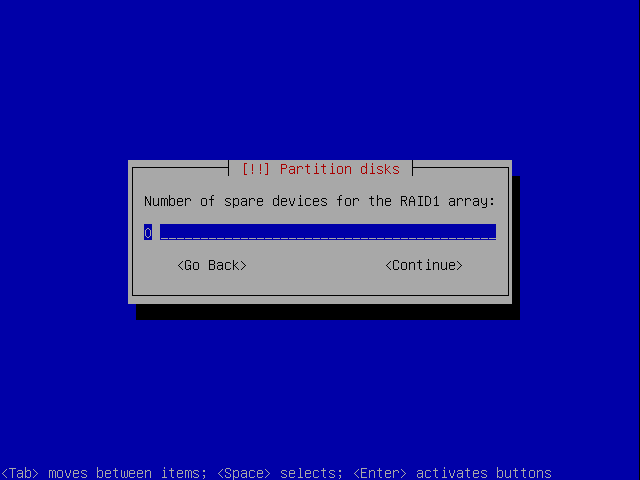 [!!] Partition disks
Number of spare devices for the RAID1 array:
0
<Go Back> <Continue>
<Tab> moves between items; <Space> selects; <Enter> activates buttons